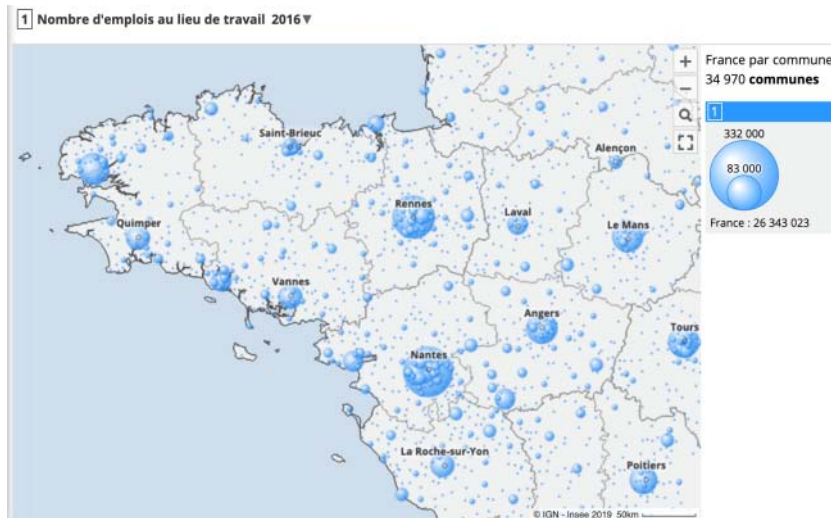 1 Nombre d'emplois au lieu de travail 2016▼
+
−
France par commune
34 970 communes
1
332 000
83 000
France : 26 343 023
Saint-Brieuc
Alençon
Rennes
Laval
Le Mans
Quimper
Vannes
Angers
Tours
Nantes
La Roche-sur-Yon
Poitiers
© IGN - Insee 2019 50km